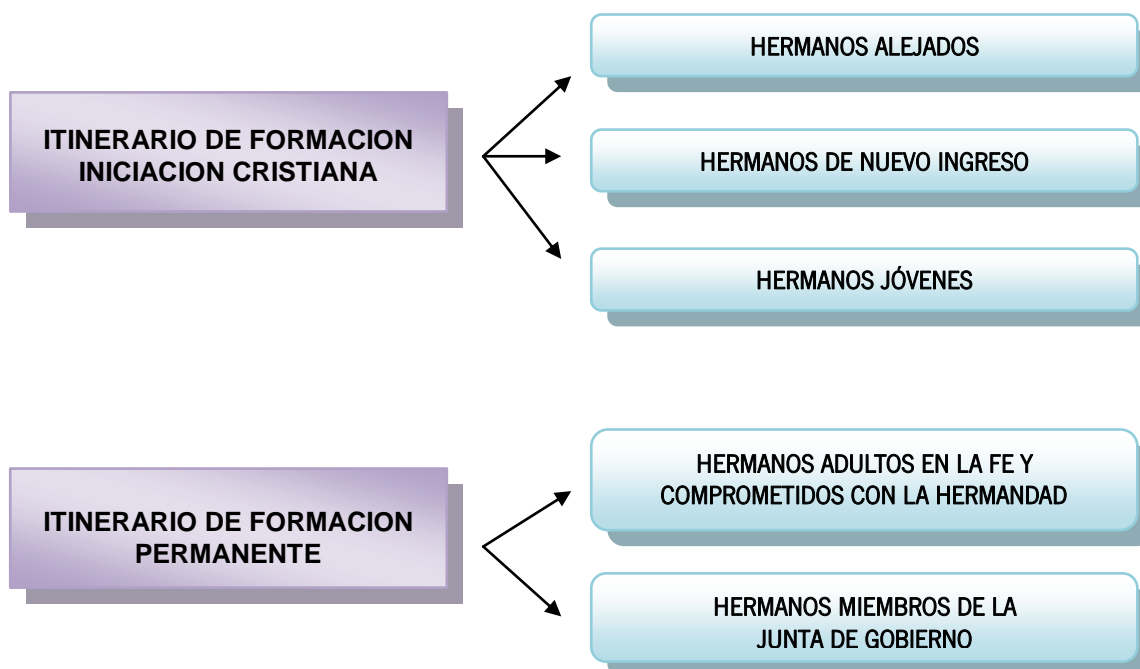 ITINERARIO DE FORMACION
INICIACION CRISTIANA
HERMANOS ALEJADOS
HERMANOS DE NUEVO INGRESO
HERMANOS JÓVENES
ITINERARIO DE FORMACION
PERMANENTE
HERMANOS ADULTOS EN LA FE Y
COMPROMETIDOS CON LA HERMANDAD
HERMANOS MIEMBROS DE LA
JUNTA DE GOBIERNO